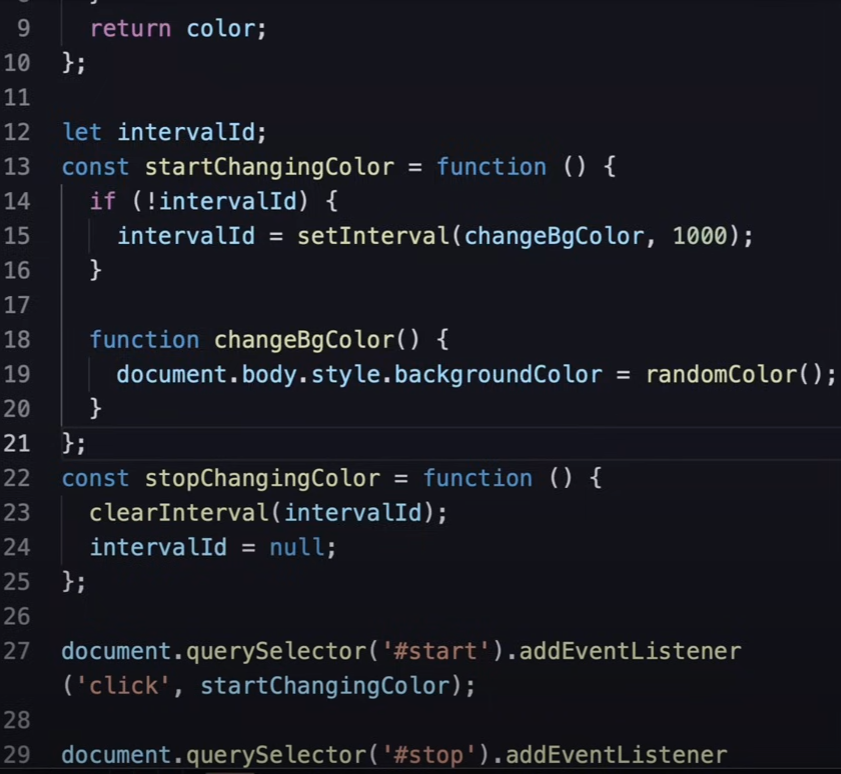 9 return color;
10 };
11
12 let intervalId;
13 const startChangingColor = function () {
14 if (!intervalId) {
15 intervalId = setInterval(changeBgColor, 1000);
16 }
17
18 function changeBgColor() {
19 document.body.style.backgroundColor = randomColor();
20 }
21 };
22 const stopChangingColor = function () {
23 clearInterval(intervalId);
24 intervalId = null;
25 };
26
27 document.querySelector('#start').addEventListener
('click', startChangingColor);
28
29 document.querySelector('#stop').addEventListener